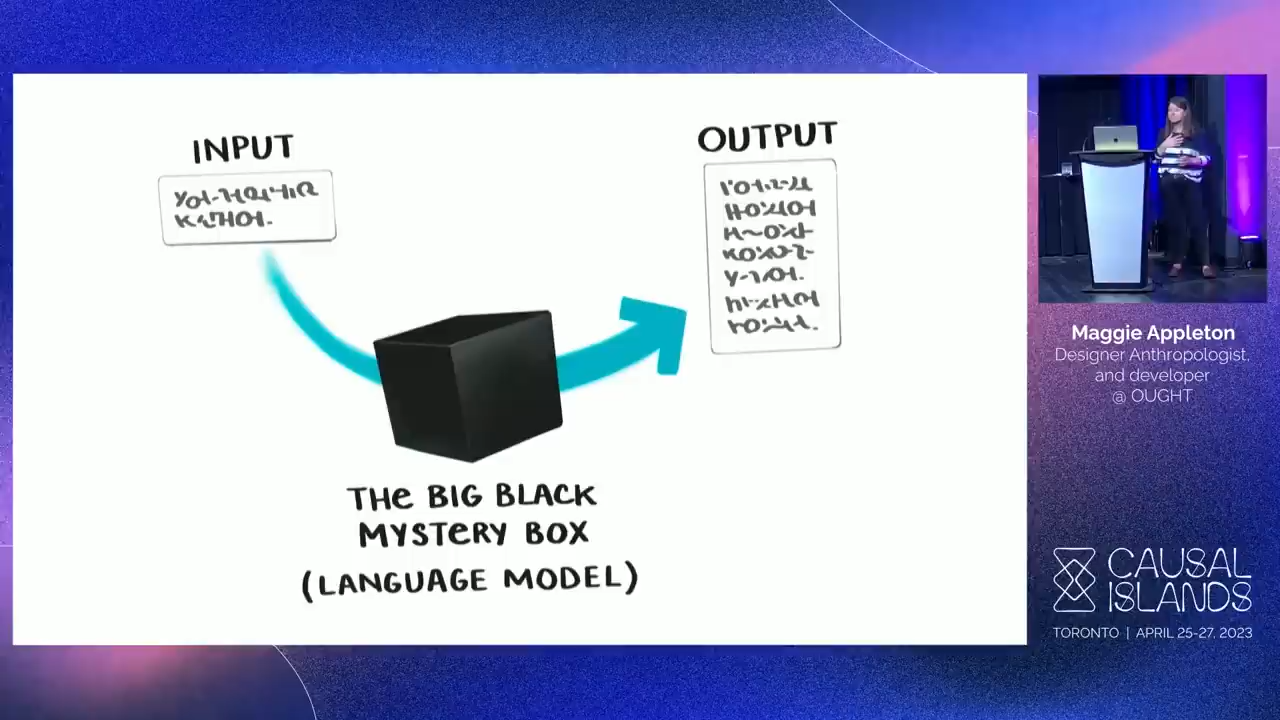 INPUT
OUTPUT
THE BIG BLACK
MYSTERY BOX
(LANGUAGE MODEL)
Maggie Appleton
Designer Anthropologist,
and developer
@ OUGHT
CAUSAL
ISLANDS
TORONTO | APRIL 25-27, 2023